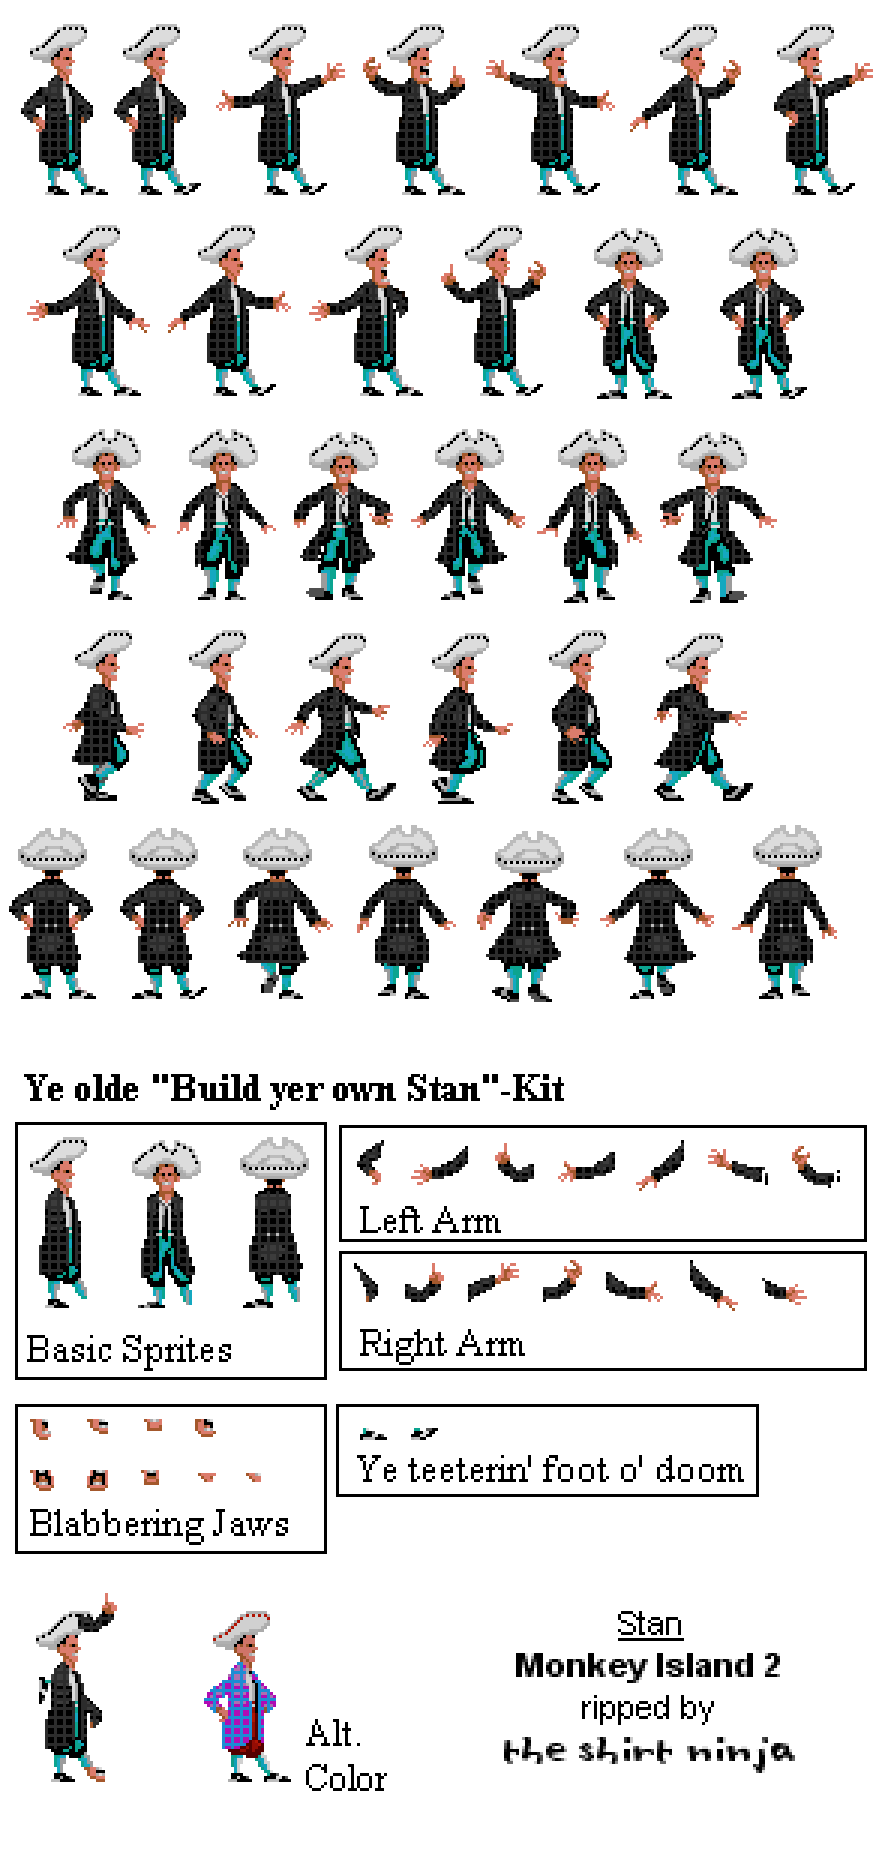 Ye olde "Build yer own Stan"-Kit
Left Arm
Basic Sprites
Right Arm
Ye teeterin' foot o' doom
Blabbering Jaws
Alt.
Color
Stan
Monkey Island 2
ripped by
the shirt ninja